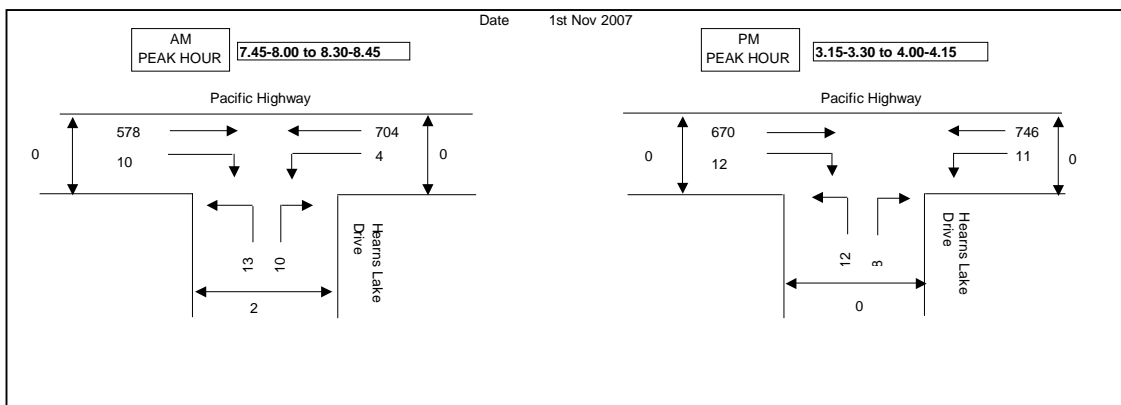 Date 1st Nov 2007
AM
PEAK HOUR
7.45-8.00 to 8.30-8.45
Pacific Highway
578
704
10
4
0
0
13
10
Hearns Lake
Drive
2
PM
PEAK HOUR
3.15-3.30 to 4.00-4.15
Pacific Highway
670
746
12
11
0
0
12
8
Hearns Lake
Drive
0